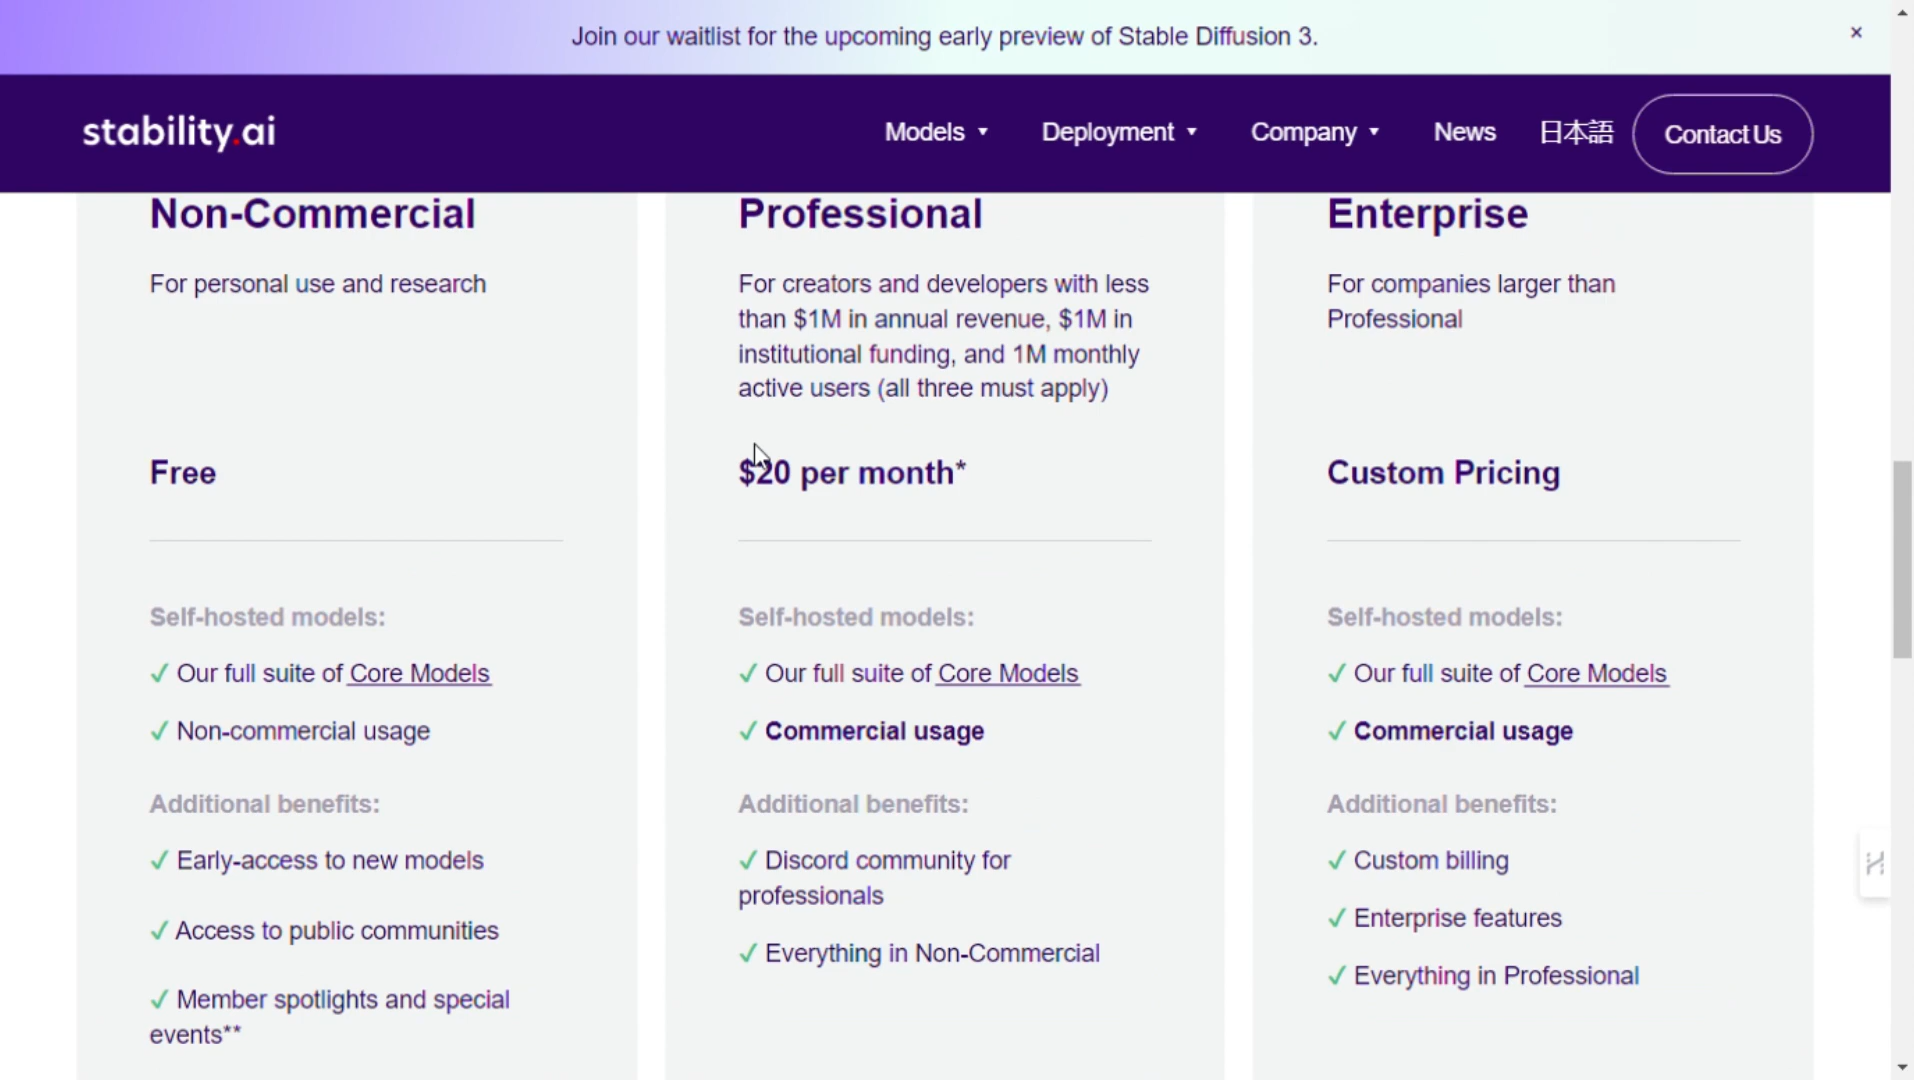 Join our waitlist for the upcoming early preview of Stable Diffusion 3.
×
stability.ai
Models
Deployment
Company
News
日本語
Contact Us
Non-Commercial
For personal use and research
Free
Self-hosted models:
✓ Our full suite of Core Models
✓ Non-commercial usage
Additional benefits:
✓ Early-access to new models
✓ Access to public communities
✓ Member spotlights and special
events**
Professional
For creators and developers with less
than $1M in annual revenue, $1M in
institutional funding, and 1M monthly
active users (all three must apply)
$20 per month*
Self-hosted models:
✓ Our full suite of Core Models
✓ Commercial usage
Additional benefits:
✓ Discord community for
professionals
✓ Everything in Non-Commercial
Enterprise
For companies larger than
Professional
Custom Pricing
Self-hosted models:
✓ Our full suite of Core Models
✓ Commercial usage
Additional benefits:
✓ Custom billing
✓ Enterprise features
✓ Everything in Professional